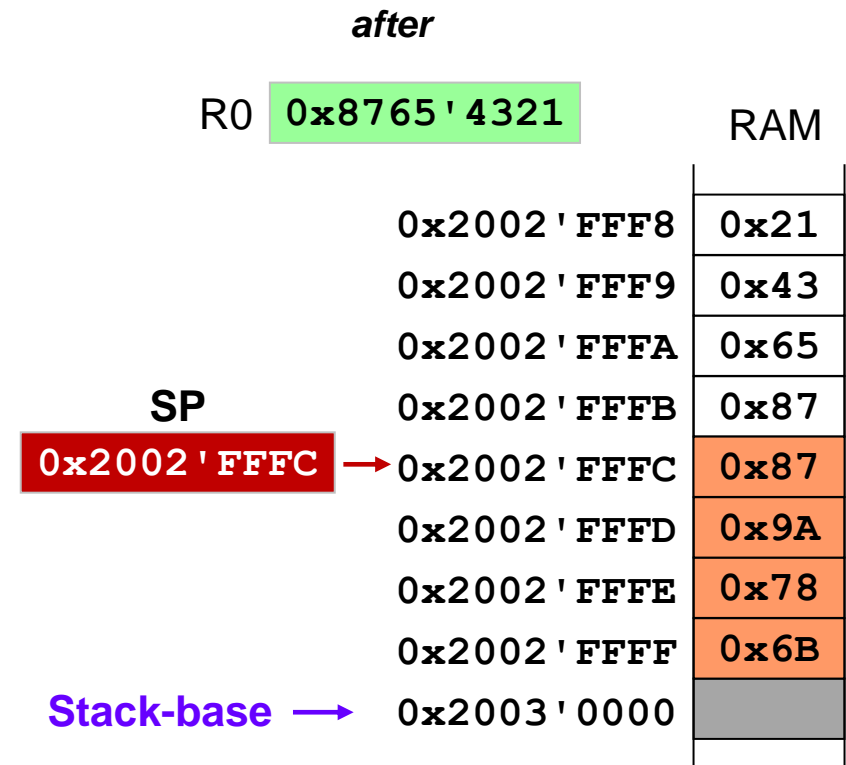 after
R0 0x8765'4321 RAM
0x2002'FFF8 0x21
0x2002'FFF9 0x43
0x2002'FFFA 0x65
SP 0x2002'FFFB 0x87
0x2002'FFFC 0x2002'FFFC 0x87
0x2002'FFFD 0x9A
0x2002'FFFE 0x78
0x2002'FFFF 0x6B
Stack-base 0x2003'0000